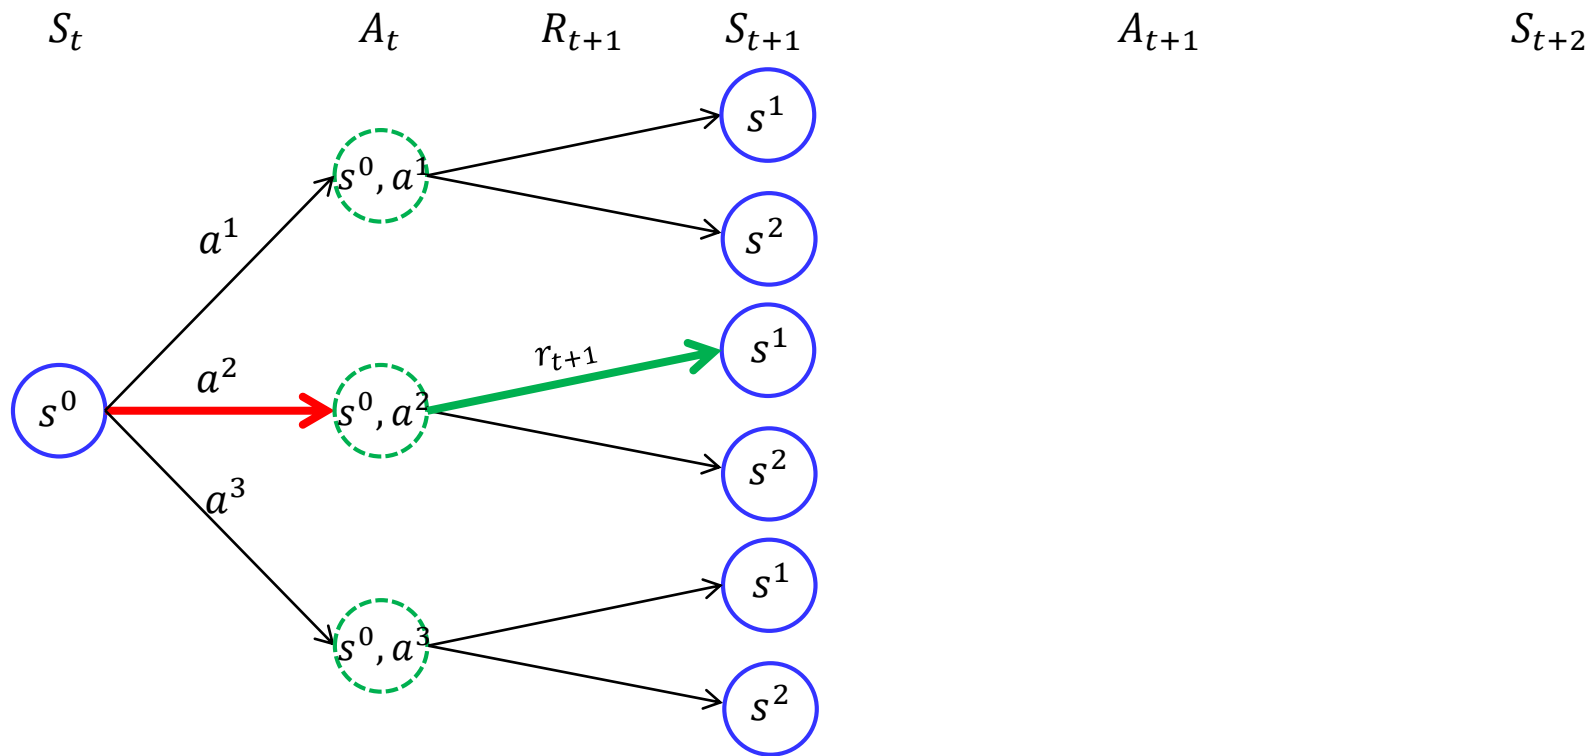 $S_t$ $A_t$ $R_{t+1}$ $S_{t+1}$ $A_{t+1}$ $S_{t+2}$
$s^1$
$s^0, a^1$
$a^1$
$s^2$
$r_{t+1}$ $s^1$
$a^2$
$s^0$ $s^0, a^2$
$s^2$
$a^3$
$s^1$
$s^0, a^3$
$s^2$